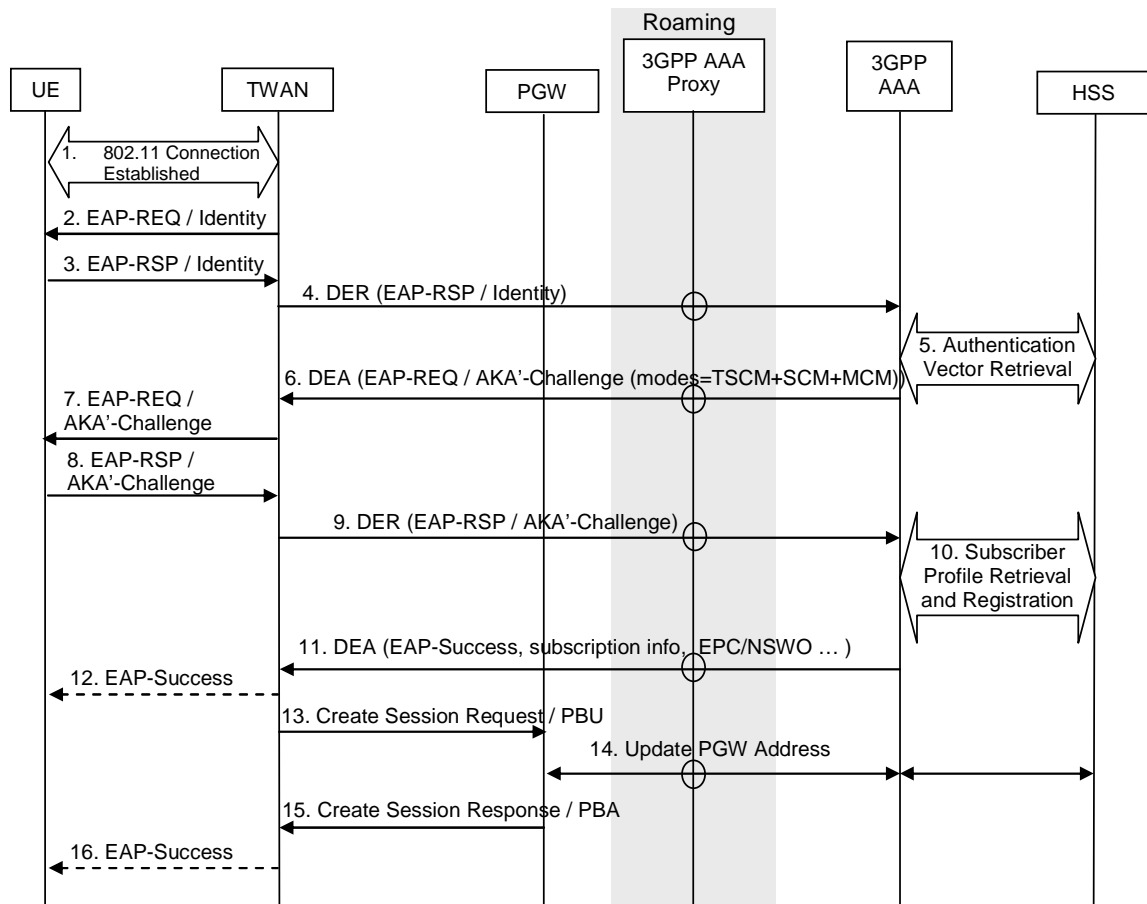 Roaming
UE
TWAN
PGW
3GPP AAA
Proxy
3GPP
AAA
HSS
1. 802.11 Connection
Established
2. EAP-REQ / Identity
3. EAP-RSP / Identity
4. DER (EAP-RSP / Identity)
5. Authentication
Vector Retrieval
6. DEA (EAP-REQ / AKA’-Challenge (modes=TSCM+SCM+MCM))
7. EAP-REQ /
AKA’-Challenge
8. EAP-RSP /
AKA’-Challenge
9. DER (EAP-RSP / AKA’-Challenge)
10. Subscriber
Profile Retrieval
and Registration
11. DEA (EAP-Success, subscription info, EPC/NSWO … )
12. EAP-Success
13. Create Session Request / PBU
14. Update PGW Address
15. Create Session Response / PBA
16. EAP-Success